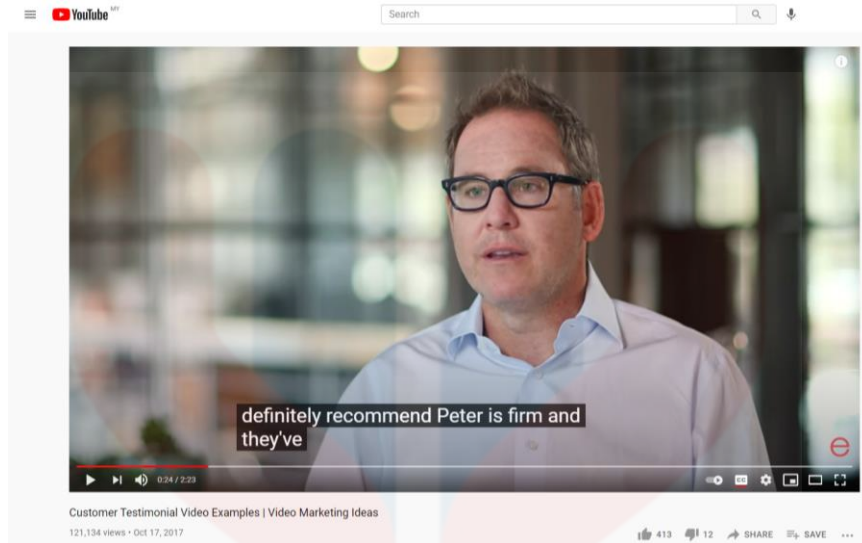 YouTube MY
Search
definitely recommend Peter is firm and
they've
e
0:24 / 2:23
CC
Customer Testimonial Video Examples | Video Marketing Ideas
121,134 views • Oct 17, 2017
413 12 SHARE SAVE